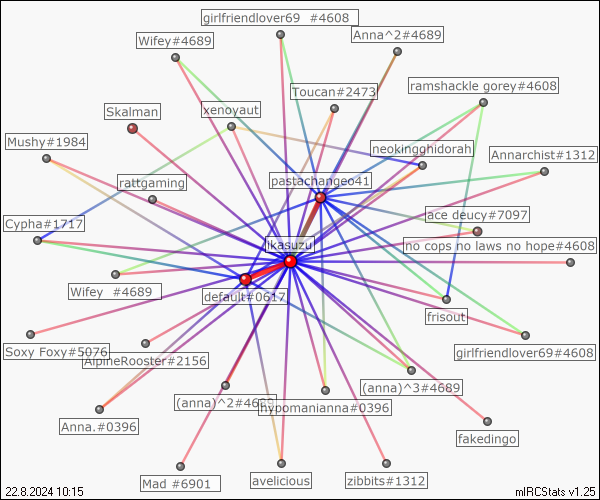 girlfriendlover69 #4608
Wifey#4689
Anna^2#4689
Toucan#2473
ramshackle gorey#4608
Skalman
xenoyaut
Mushy#1984
neokingghidorah
Annarchist#1312
rattgaming
pastachangeo41
Cypha#1717
ace deucy#7097
ikasuzu
no cops no laws no hope#4608
Wifey #4689
default#0617
frisout
Soxy Foxy#5076
AlpineRooster#2156
girlfriendlover69#4608
(anna)^3#4689
Anna.#0396
(anna)^2#4689
hypomanianna#0396
fakedingo
Mad #6901
avelicious
zibbits#1312
22.8.2024 10:15
mIRCStats v1.25